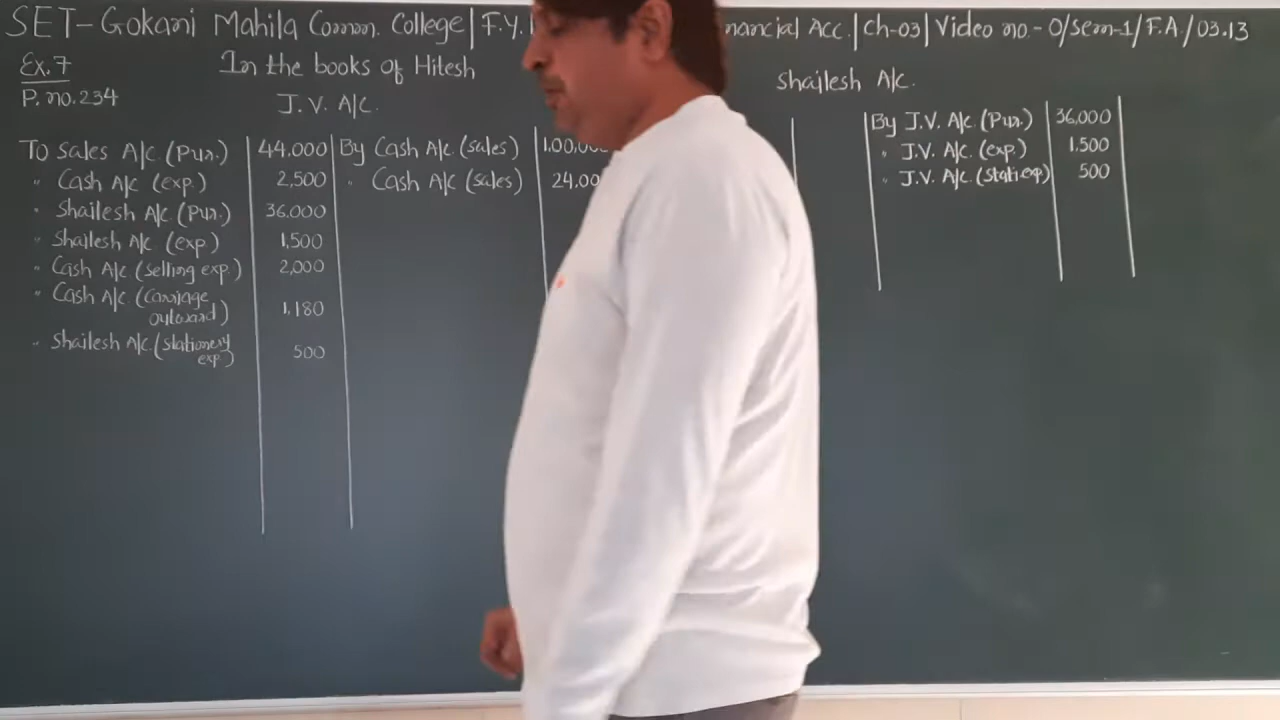 SET-Gokani Mahila Comm. College | F.Y. nancial Acc. | Ch-03 | Video no.-0/Sem-1/F.A/03.13
Ex.7
P. no. 234
In the books of Hitesh
J.V. A/c.
To Sales A/c. (Pur.) 44.000 By Cash A/c. (sales)
" Cash A/c (exp.) 2,500 " Cash A/c (sales)
" Shailesh A/c (Pur.) 36.000
" Shailesh A/c (exp.) 1,500
" Cash A/c (selling exp.) 2,000
" Cash A/c. (Carriage
outward) 1,180
" Shailesh A/c. (Stationery
exp.) 500
Shailesh A/c.
By J.V. A/c (Pur.) 36,000
" J.V. A/c. (exp) 1.500
" J.V. A/c. (Stati exp) 500